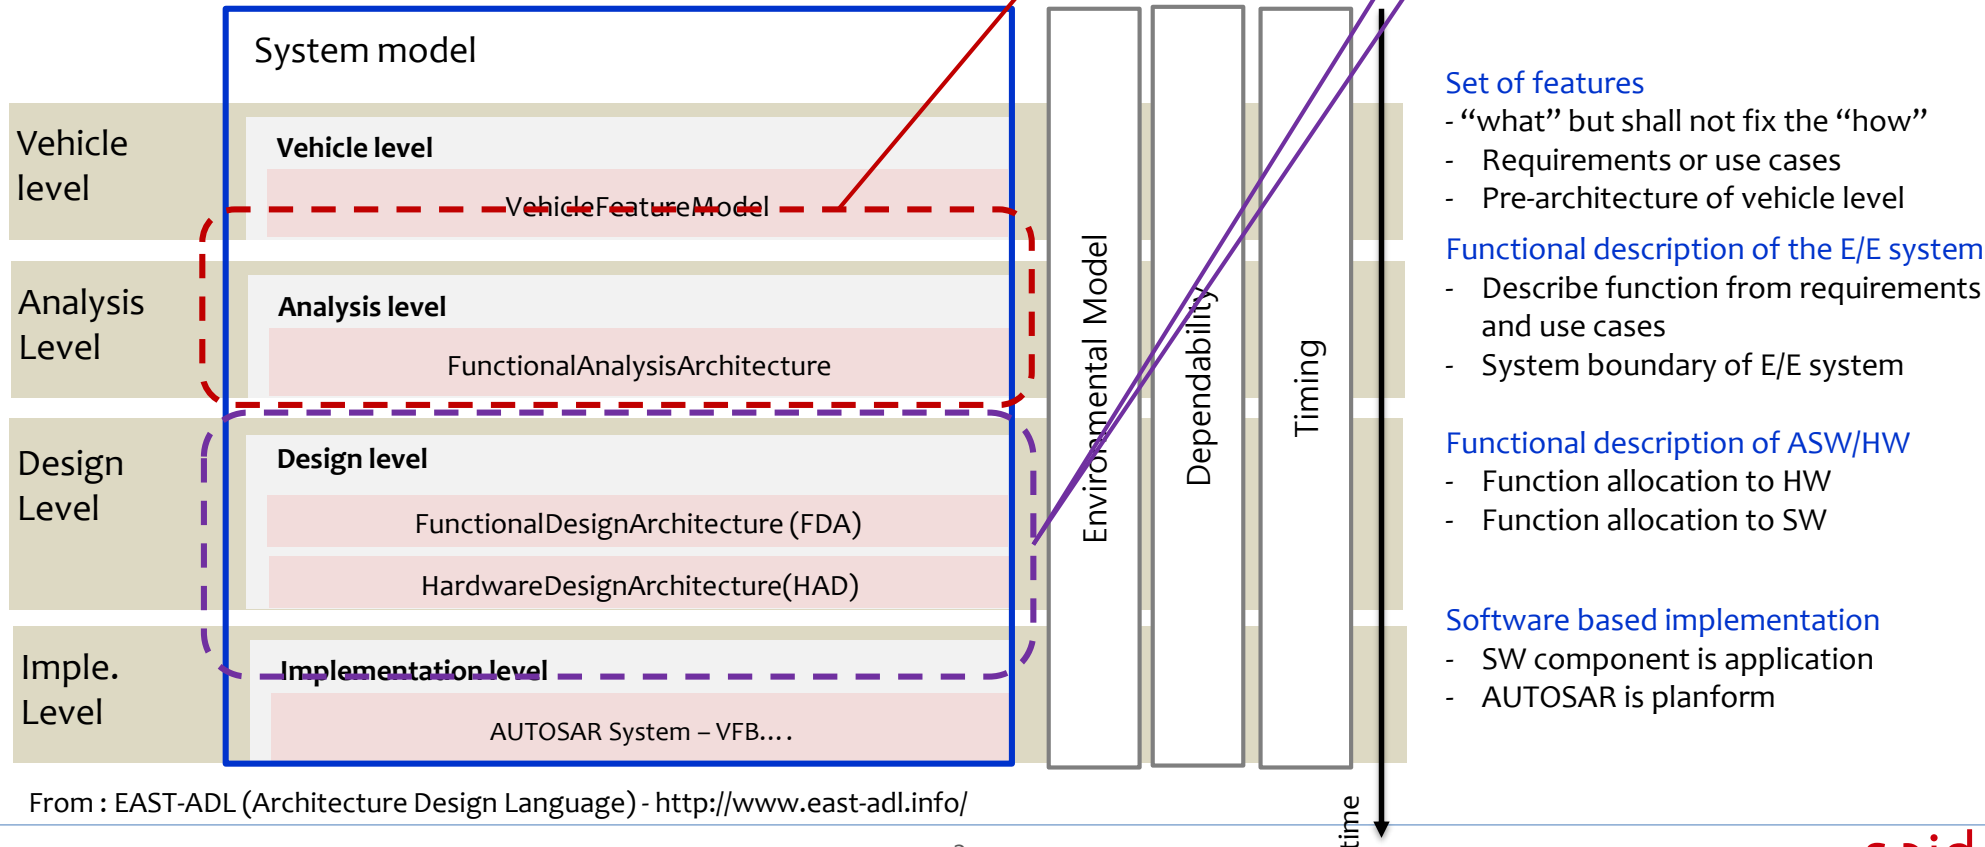 System model
Vehicle
level
Vehicle level
VehicleFeatureModel
Analysis
Level
Analysis level
FunctionalAnalysisArchitecture
Design
Level
Design level
FunctionalDesignArchitecture (FDA)
HardwareDesignArchitecture(HAD)
Imple.
Level
Implementation level
AUTOSAR System – VFB....
Environmental Model
Dependability
Timing
time
Set of features
- “what” but shall not fix the “how”
- Requirements or use cases
- Pre-architecture of vehicle level
Functional description of the E/E system
- Describe function from requirements
and use cases
- System boundary of E/E system
Functional description of ASW/HW
- Function allocation to HW
- Function allocation to SW
Software based implementation
- SW component is application
- AUTOSAR is planform
From : EAST-ADL (Architecture Design Language) - http://www.east-adl.info/